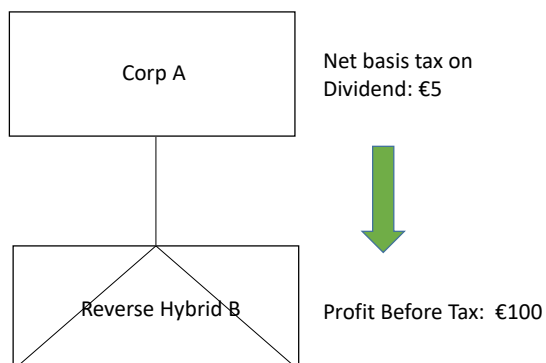 Corp A
Net basis tax on
Dividend: €5
Reverse Hybrid B
Profit Before Tax: €100